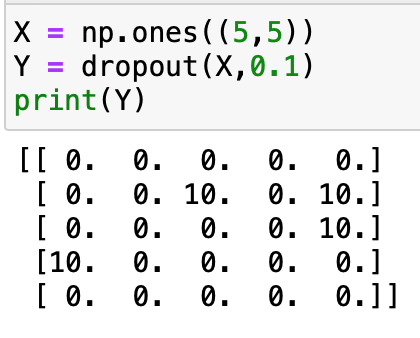 X = np.ones((5,5))
Y = dropout(X,0.1)
print(Y)
[[ 0.  0.  0.  0.  0.]
 [ 0.  0. 10.  0. 10.]
 [ 0.  0.  0.  0. 10.]
 [10.  0.  0.  0.  0.]
 [ 0.  0.  0.  0.  0.]]